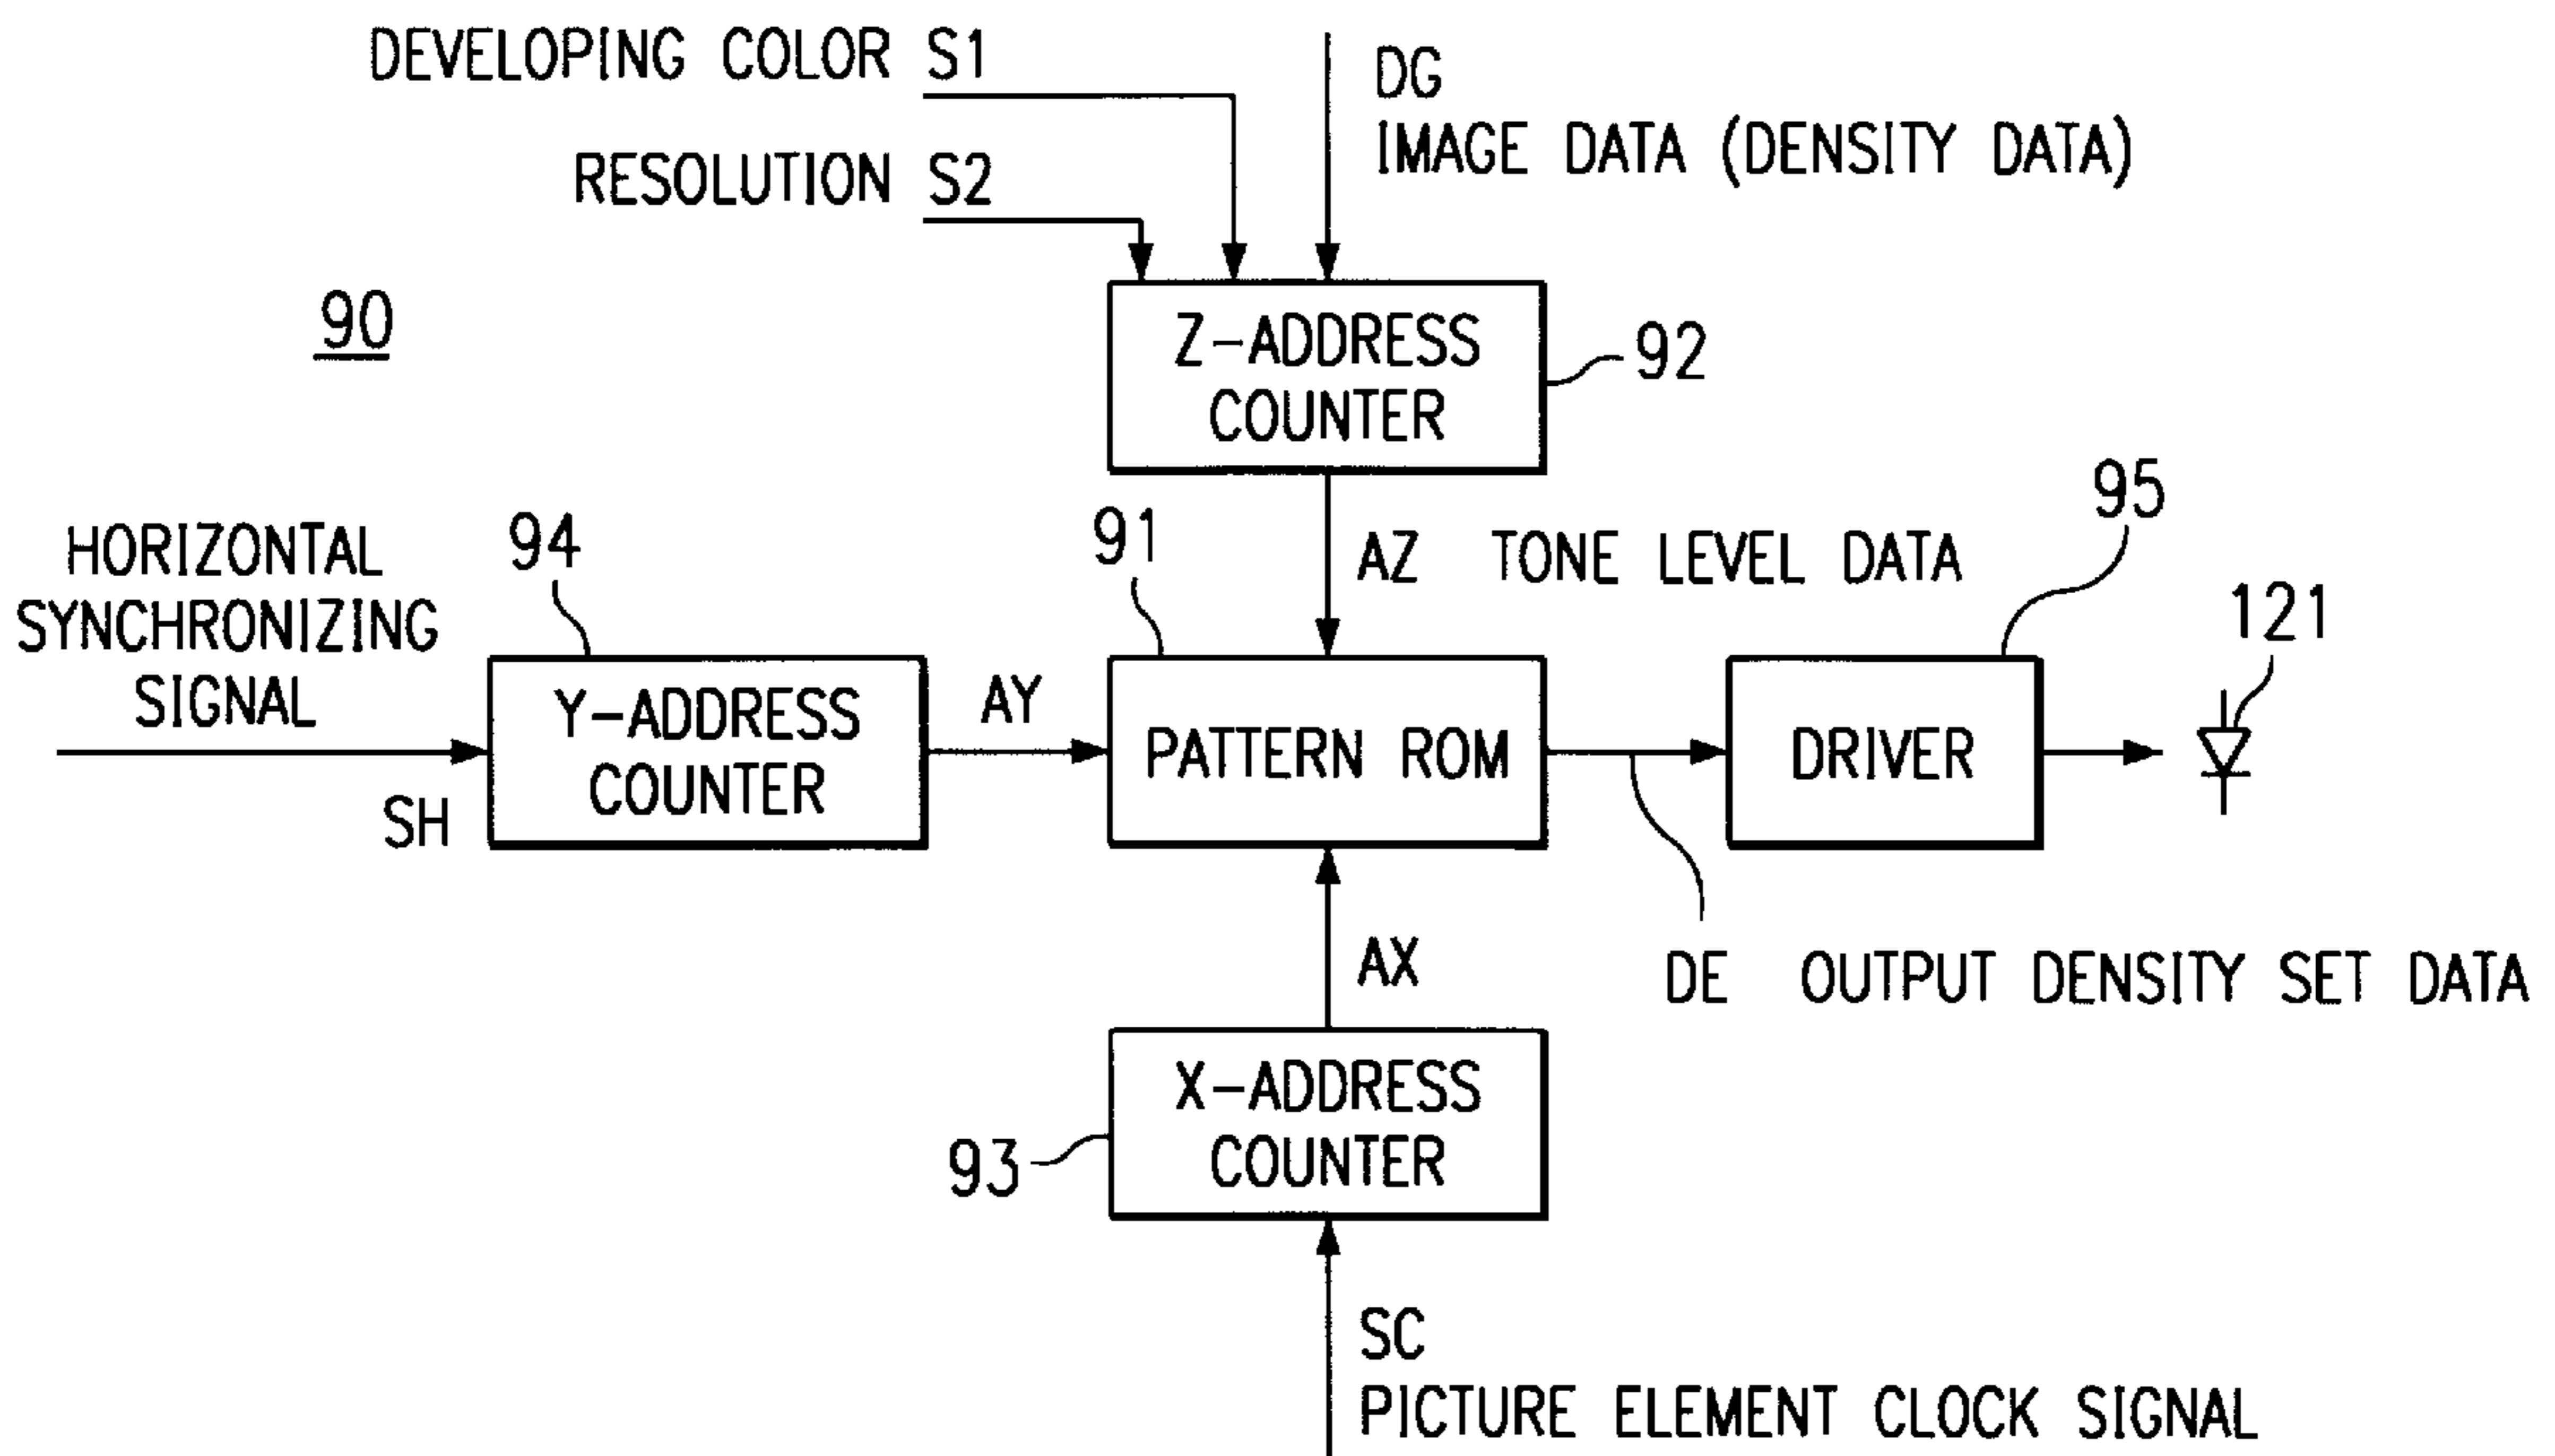 DEVELOPING COLOR S1
DG
IMAGE DATA (DENSITY DATA)
RESOLUTION S2
90
Z-ADDRESS
COUNTER
92
HORIZONTAL
SYNCHRONIZING
SIGNAL
SH
94
Y-ADDRESS
COUNTER
AY
91
AZ TONE LEVEL DATA
PATTERN ROM
95
DRIVER
121
AX
DE OUTPUT DENSITY SET DATA
X-ADDRESS
COUNTER
93
SC
PICTURE ELEMENT CLOCK SIGNAL